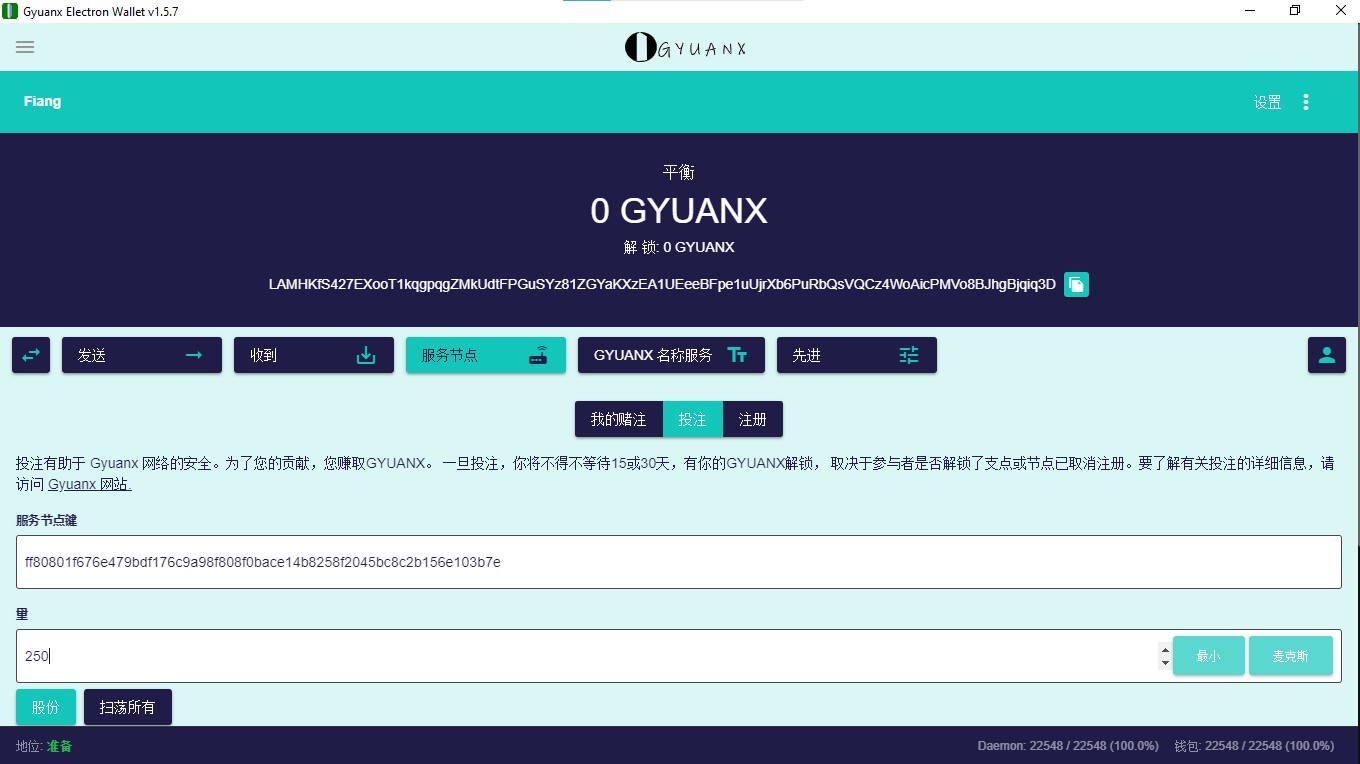 Gyuanx Electron Wallet v1.5.7
GYUANX
Fiang
设置
平衡
0 GYUANX
解 锁: 0 GYUANX
LAMHKfS427EXooT1kqgpqgZMkUdtFPGuSYz81ZGYaKXzEA1UEeeBFpe1uUjrXb6PuRbQsVQCz4WoAicPMVo8BJhgBjqiq3D
发送
收到
服务节点
GYUANX 名称服务
先进
我的赌注
投注
注册
投注有助于 Gyuanx 网络的安全。为了您的贡献，您赚取GYUANX。 一旦投注，你将不得不等待15或30天，有你的GYUANX解锁， 取决于参与者是否解锁了支点或节点已取消注册。要了解有关投注的详细信息，请
访问 Gyuanx 网站.
服务节点键
ff80801f676e479bdf176c9a98f808f0bace14b8258f2045bc8c2b156e103b7e
量
250
最小
麦克斯
股份
扫荡所有
地位: 准备
Daemon: 22548 / 22548 (100.0%)
钱包: 22548 / 22548 (100.0%)